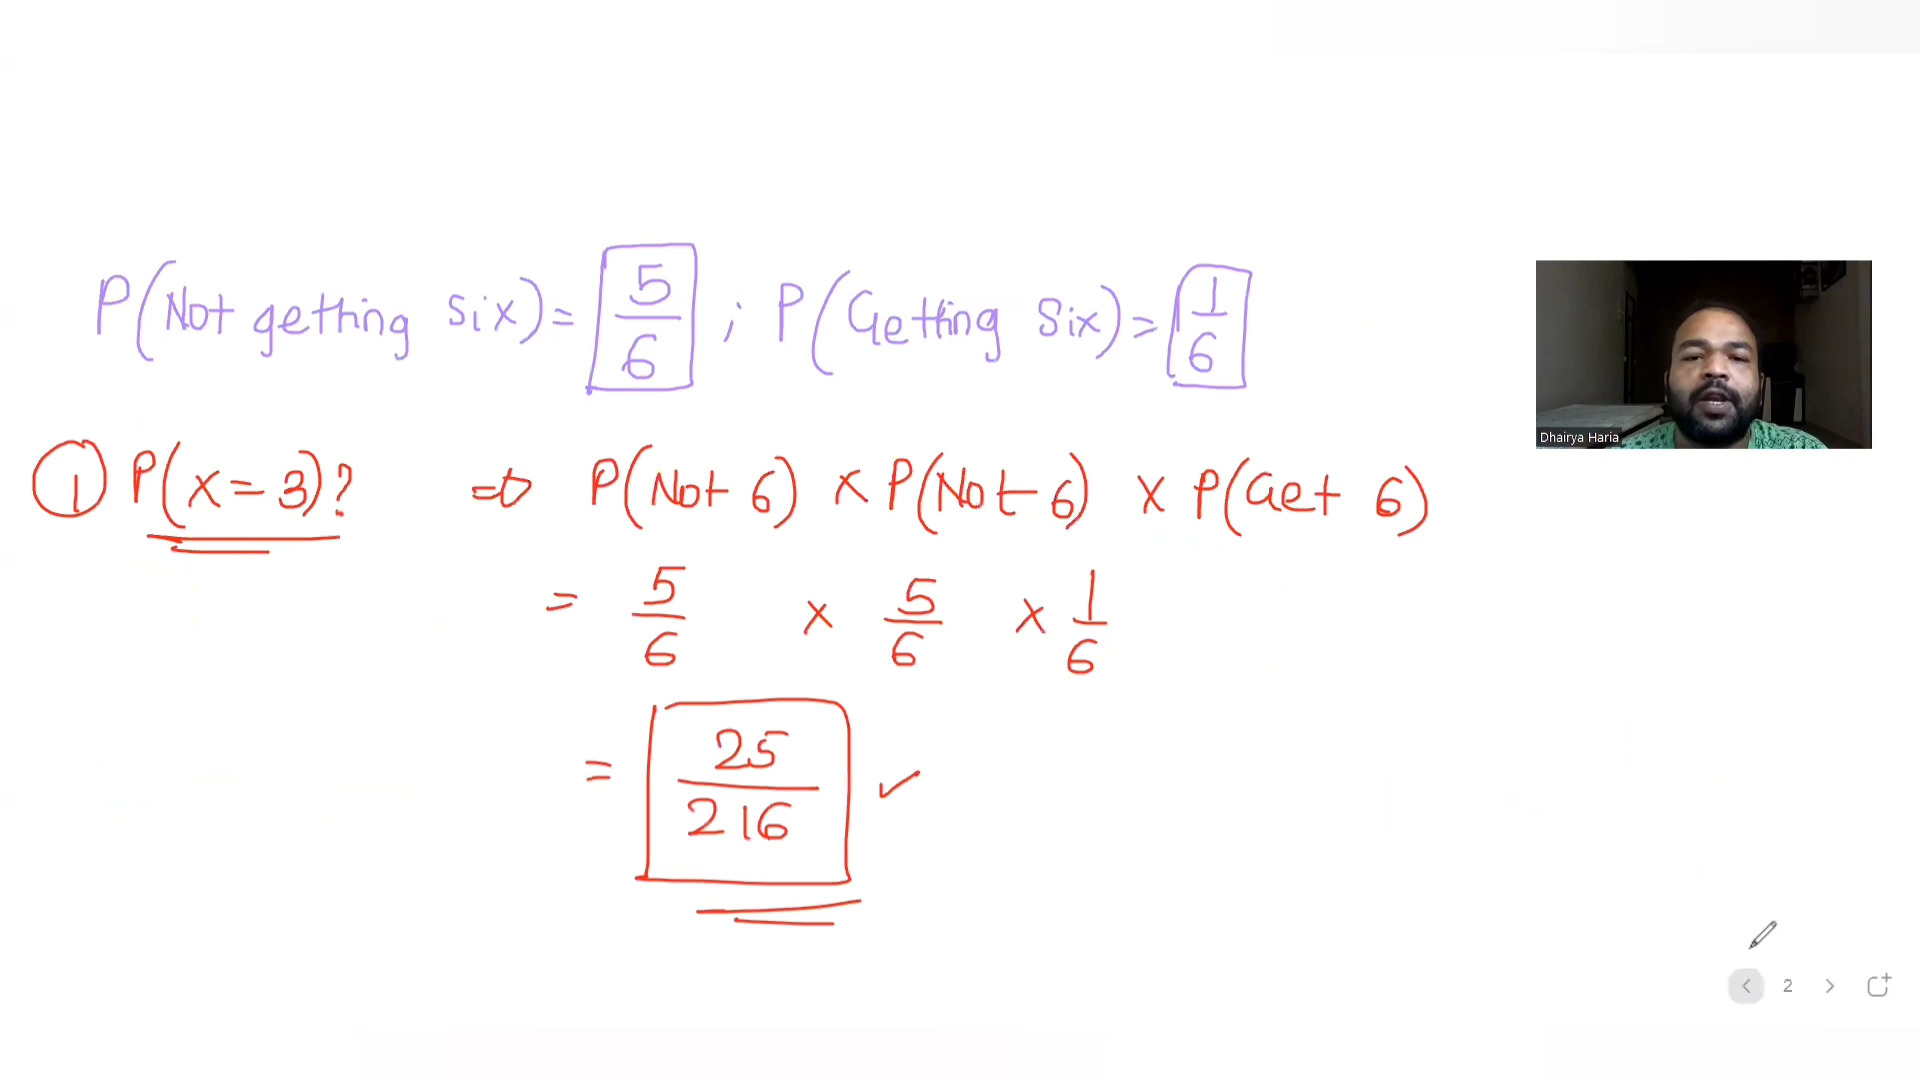 P(Not getting six) = 5/6 ; P(Getting Six) = 1/6
Dhairya Haria
① P(x=3)? ⇒ P(Not 6) × P(Not 6) × P(Get 6)
= 5/6 × 5/6 × 1/6
= 25/216 ✓
2